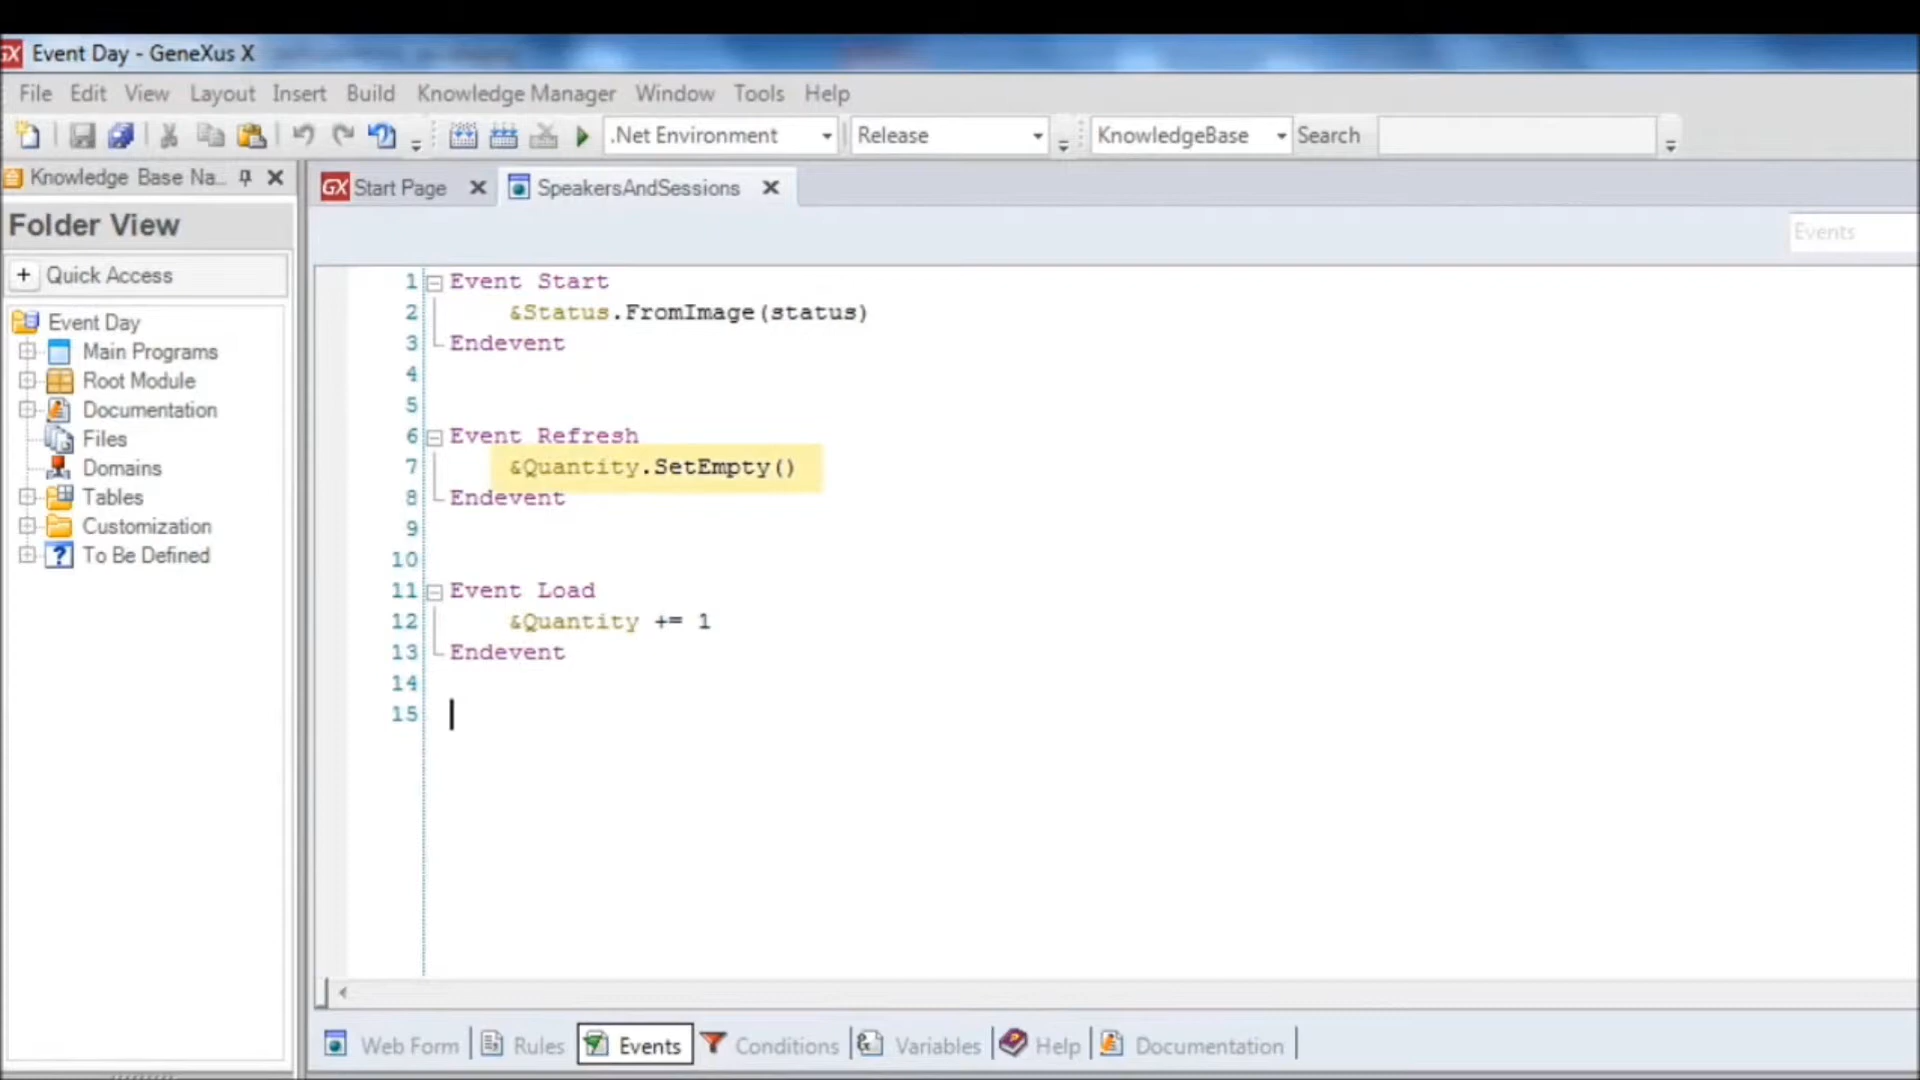 GX Event Day - GeneXus X
File Edit View Layout Insert Build Knowledge Manager Window Tools Help
.Net Environment Release KnowledgeBase Search
Knowledge Base Na...
GX Start Page SpeakersAndSessions
Folder View
Events
+ Quick Access
Event Day
Main Programs
Root Module
Documentation
Files
Domains
Tables
Customization
To Be Defined
1 Event Start
2 &Status.FromImage(status)
3 Endevent
4
5
6 Event Refresh
7 &Quantity.SetEmpty()
8 Endevent
9
10
11 Event Load
12 &Quantity += 1
13 Endevent
14
15
Web Form Rules Events Conditions Variables Help Documentation